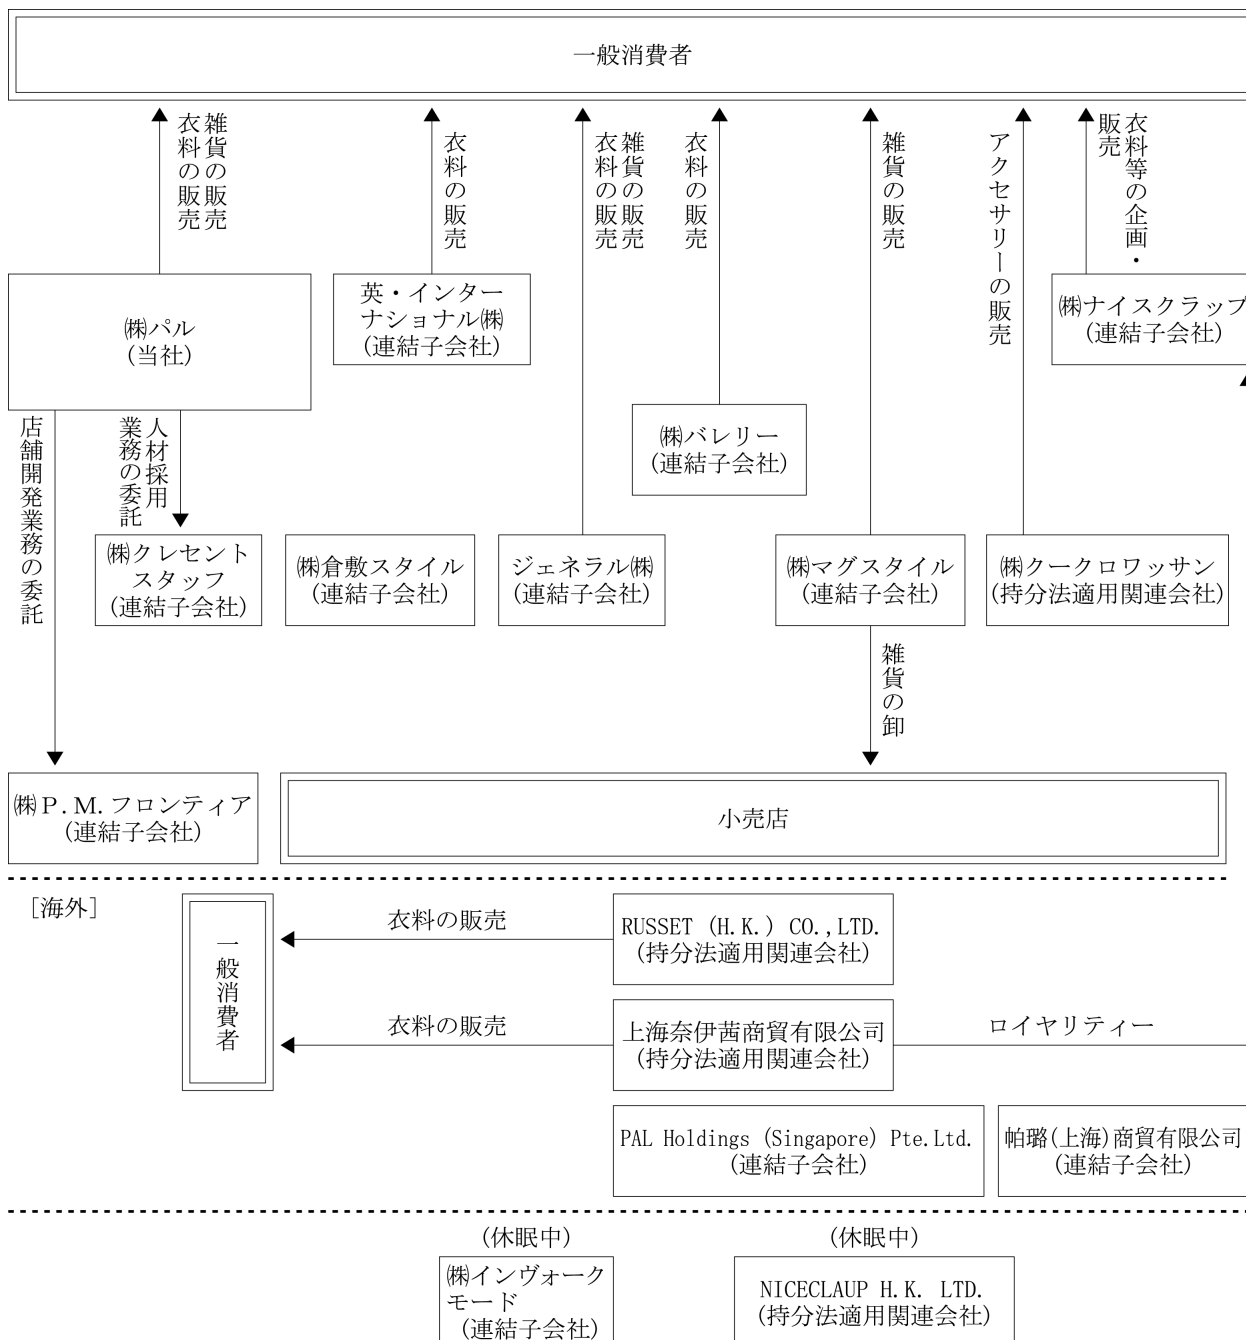 一般消費者
雑貨の販売
衣料の販売
衣料の販売
雑貨の販売
衣料の販売
衣料の販売
雑貨の販売
アクセサリーの販売
衣料等の企画・
販売
㈱パル
(当社)
英・インター
ナショナル㈱
(連結子会社)
㈱ナイスクラップ
(連結子会社)
㈱バレリー
(連結子会社)
店舗開発業務の委託
人材採用
業務の委託
㈱クレセント
スタッフ
(連結子会社)
㈱倉敷スタイル
(連結子会社)
ジェネラル㈱
(連結子会社)
㈱マグスタイル
(連結子会社)
㈱クークロワッサン
(持分法適用関連会社)
雑貨の卸
㈱P.M.フロンティア
(連結子会社)
小売店
[海外]
一般消費者
衣料の販売
RUSSET (H.K.) CO.,LTD.
(持分法適用関連会社)
衣料の販売
上海奈伊茜商貿有限公司
(持分法適用関連会社)
ロイヤリティー
PAL Holdings (Singapore) Pte.Ltd.
(連結子会社)
帕璐(上海)商貿有限公司
(連結子会社)
(休眠中)
㈱インヴォーク
モード
(連結子会社)
(休眠中)
NICECLAUP H.K. LTD.
(持分法適用関連会社)